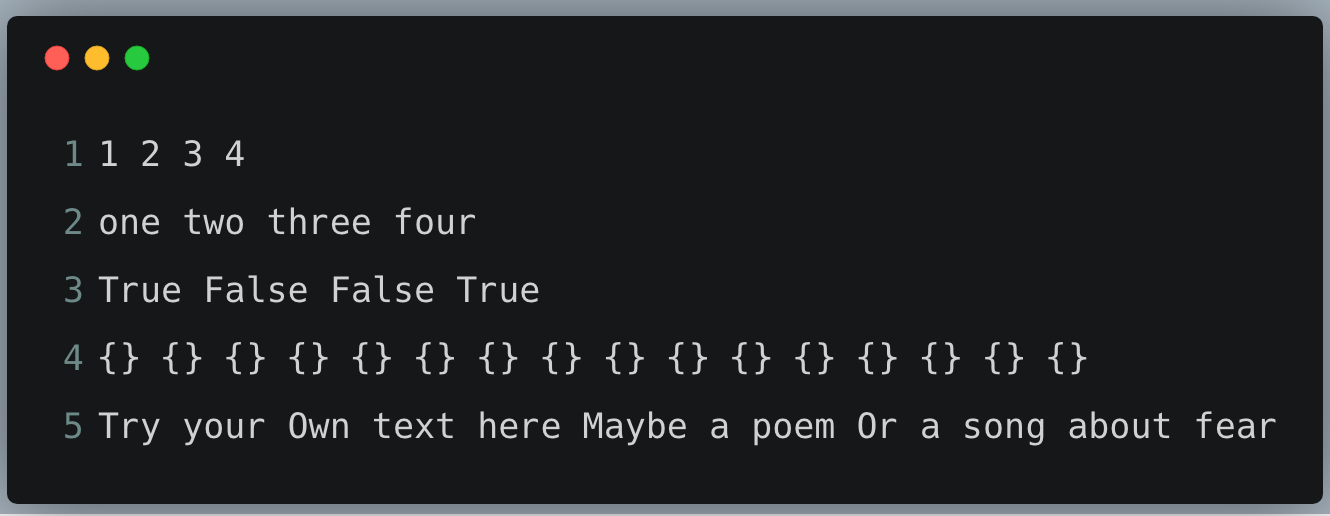 1 1 2 3 4
2 one two three four
3 True False False True
4 {} {} {} {} {} {} {} {} {} {} {} {} {} {} {} {}
5 Try your Own text here Maybe a poem Or a song about fear